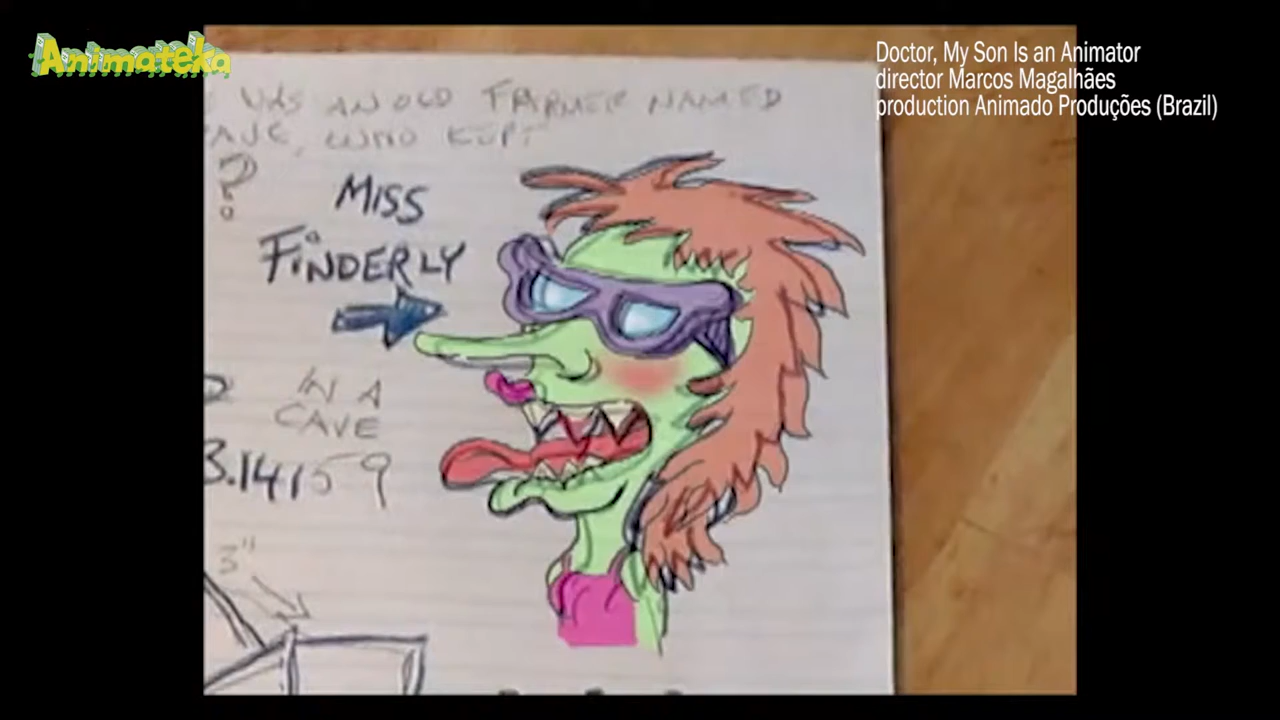 Animateka
Doctor, My Son Is an Animator
director Marcos Magalhães
production Animado Produções (Brazil)
WAS AN OLD FARMER NAMED
WHO KEPT
?
MISS
FINDERLY
IN A
CAVE
3.14159
3"